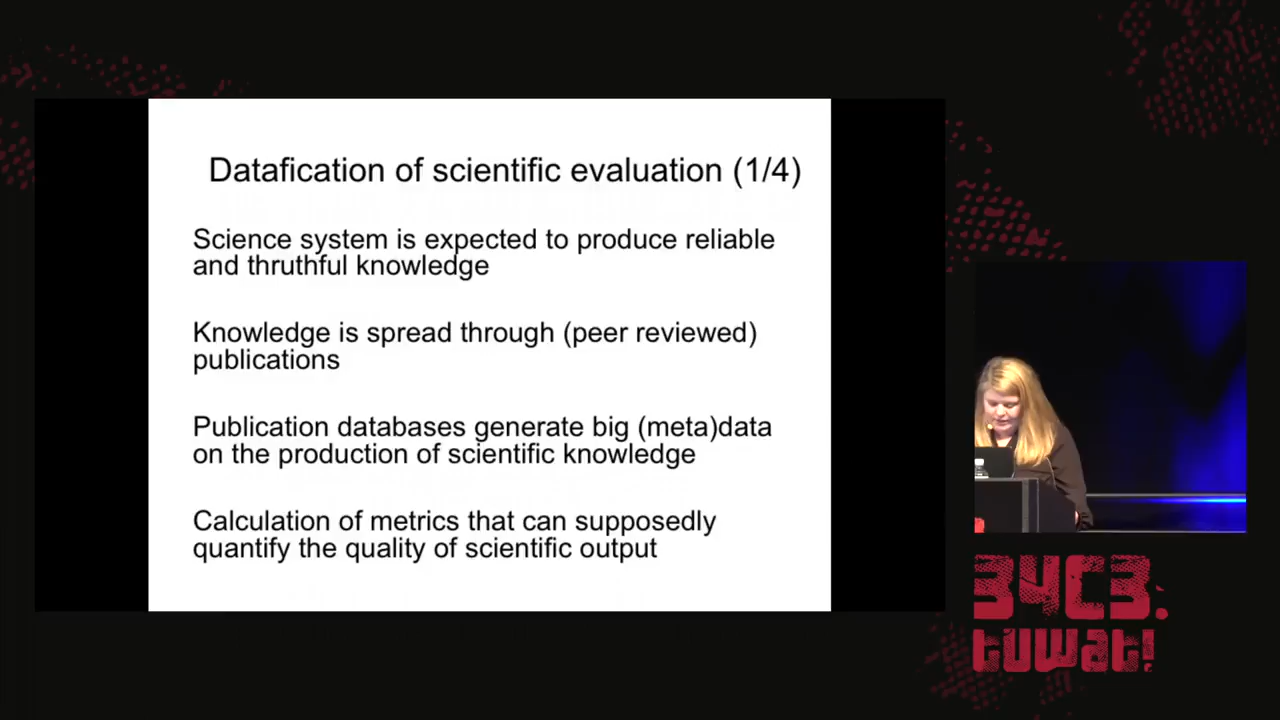 Datafication of scientific evaluation (1/4)
Science system is expected to produce reliable
and thruthful knowledge
Knowledge is spread through (peer reviewed)
publications
Publication databases generate big (meta)data
on the production of scientific knowledge
Calculation of metrics that can supposedly
quantify the quality of scientific output
34C3.
tuwat!